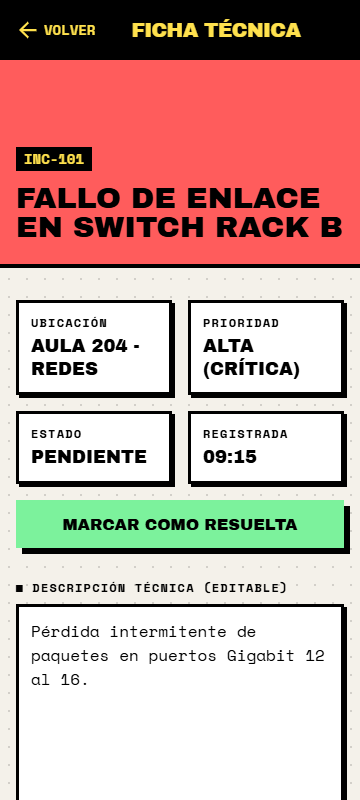 ← VOLVER FICHA TÉCNICA
INC-101
FALLO DE ENLACE
EN SWITCH RACK B
UBICACIÓN
AULA 204 -
REDES
PRIORIDAD
ALTA
(CRÍTICA)
ESTADO
PENDIENTE
REGISTRADA
09:15
MARCAR COMO RESUELTA
■ DESCRIPCIÓN TÉCNICA (EDITABLE)
Pérdida intermitente de
paquetes en puertos Gigabit 12
al 16.